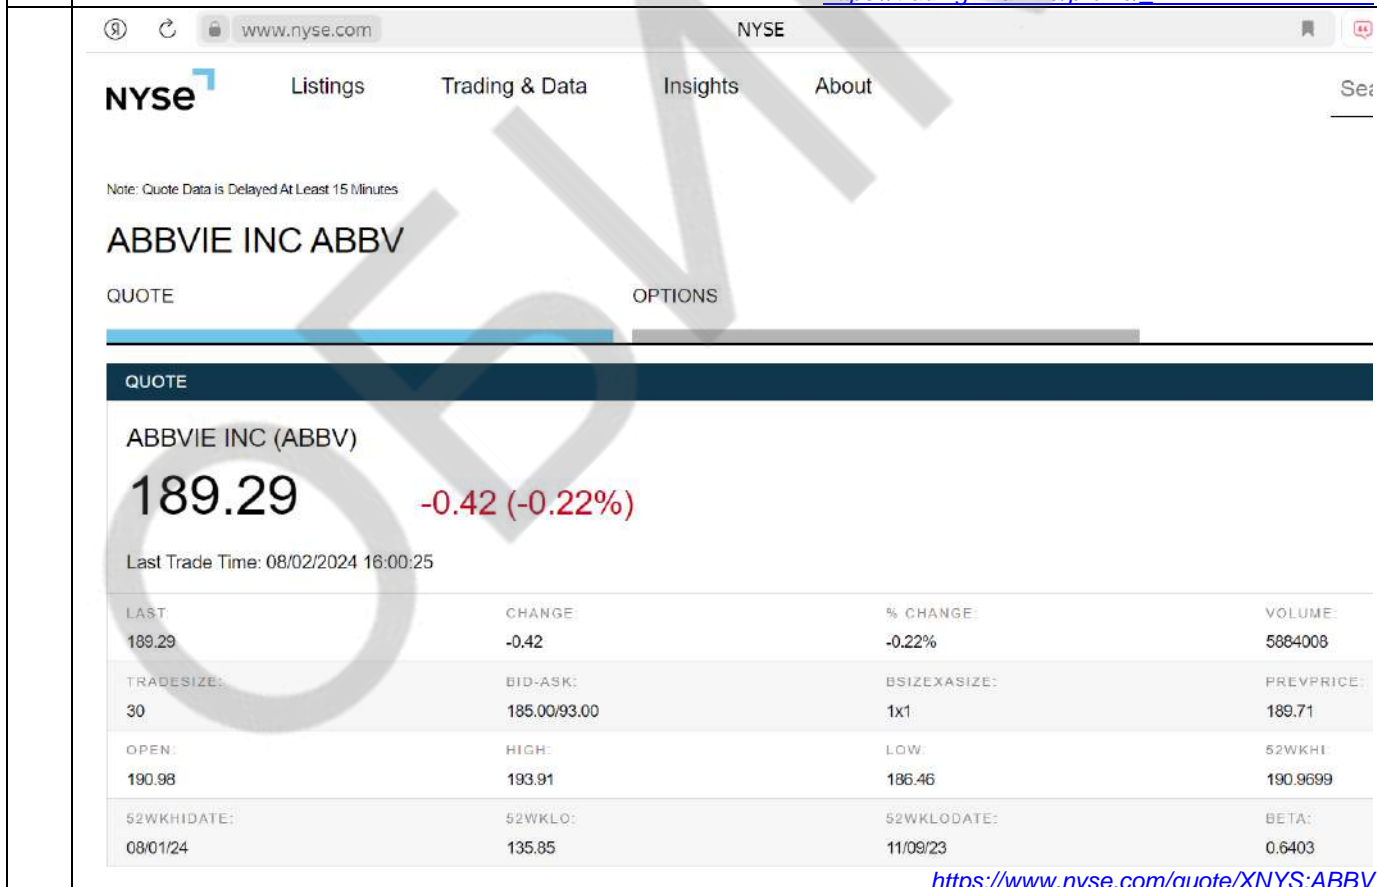 www.nyse.com NYSE
NYSE Listings Trading & Data Insights About Sea
Note: Quote Data is Delayed At Least 15 Minutes
ABBVIE INC ABBV
QUOTE OPTIONS
QUOTE
ABBVIE INC (ABBV)
189.29 -0.42 (-0.22%)
Last Trade Time: 08/02/2024 16:00:25
LAST: CHANGE: % CHANGE: VOLUME:
189.29 -0.42 -0.22% 5884008
TRADESIZE: BID-ASK: BSIZEXASIZE: PREVPRICE:
30 185.00/93.00 1x1 189.71
OPEN: HIGH: LOW: 52WKHI:
190.98 193.91 186.46 190.9699
52WKHIDATE: 52WKLO: 52WKLODATE: BETA:
08/01/24 135.85 11/09/23 0.6403
https://www.nyse.com/quote/XNYS:ABBV